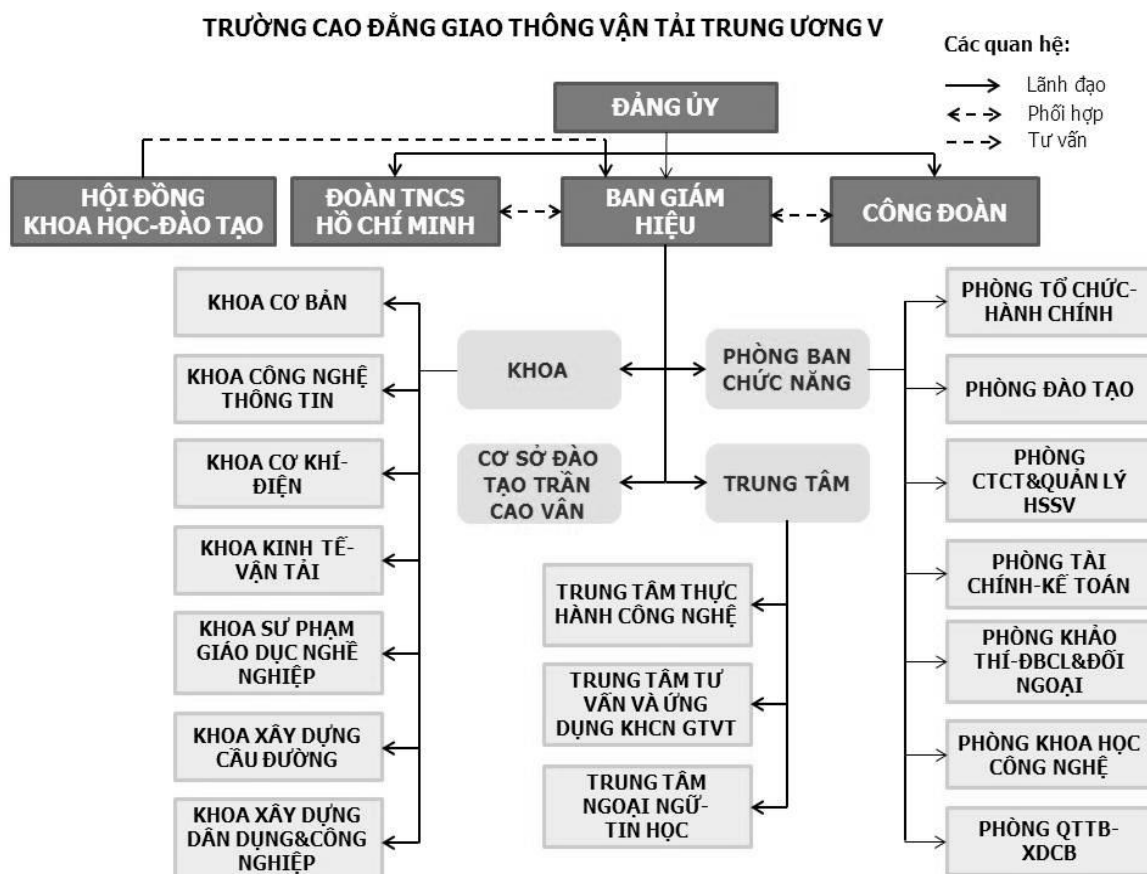 TRƯỜNG CAO ĐẲNG GIAO THÔNG VẬN TẢI TRUNG ƯƠNG V
Các quan hệ:
Lãnh đạo
Phối hợp
Tư vấn
ĐẢNG ỦY
HỘI ĐỒNG
KHOA HỌC-ĐÀO TẠO
ĐOÀN TNCS
HỒ CHÍ MINH
BAN GIÁM
HIỆU
CÔNG ĐOÀN
KHOA CƠ BẢN
KHOA CÔNG NGHỆ
THÔNG TIN
KHOA CƠ KHÍ-
ĐIỆN
KHOA KINH TẾ-
VẬN TẢI
KHOA SƯ PHẠM
GIÁO DỤC NGHỀ
NGHIỆP
KHOA XÂY DỰNG
CẦU ĐƯỜNG
KHOA XÂY DỰNG
DÂN DỤNG&CÔNG
NGHIỆP
KHOA
PHÒNG BAN
CHỨC NĂNG
CƠ SỞ ĐÀO
TẠO TRẦN
CAO VÂN
TRUNG TÂM
TRUNG TÂM THỰC
HÀNH CÔNG NGHỆ
TRUNG TÂM TƯ
VẤN VÀ ỨNG
DỤNG KHCN GTVT
TRUNG TÂM
NGOẠI NGỮ-
TIN HỌC
PHÒNG TỔ CHỨC-
HÀNH CHÍNH
PHÒNG ĐÀO TẠO
PHÒNG
CTCT&QUẢN LÝ
HSSV
PHÒNG TÀI
CHÍNH-KẾ TOÁN
PHÒNG KHẢO
THÍ-ĐBCL&ĐỐI
NGOẠI
PHÒNG KHOA HỌC
CÔNG NGHỆ
PHÒNG QTTB-
XDCB